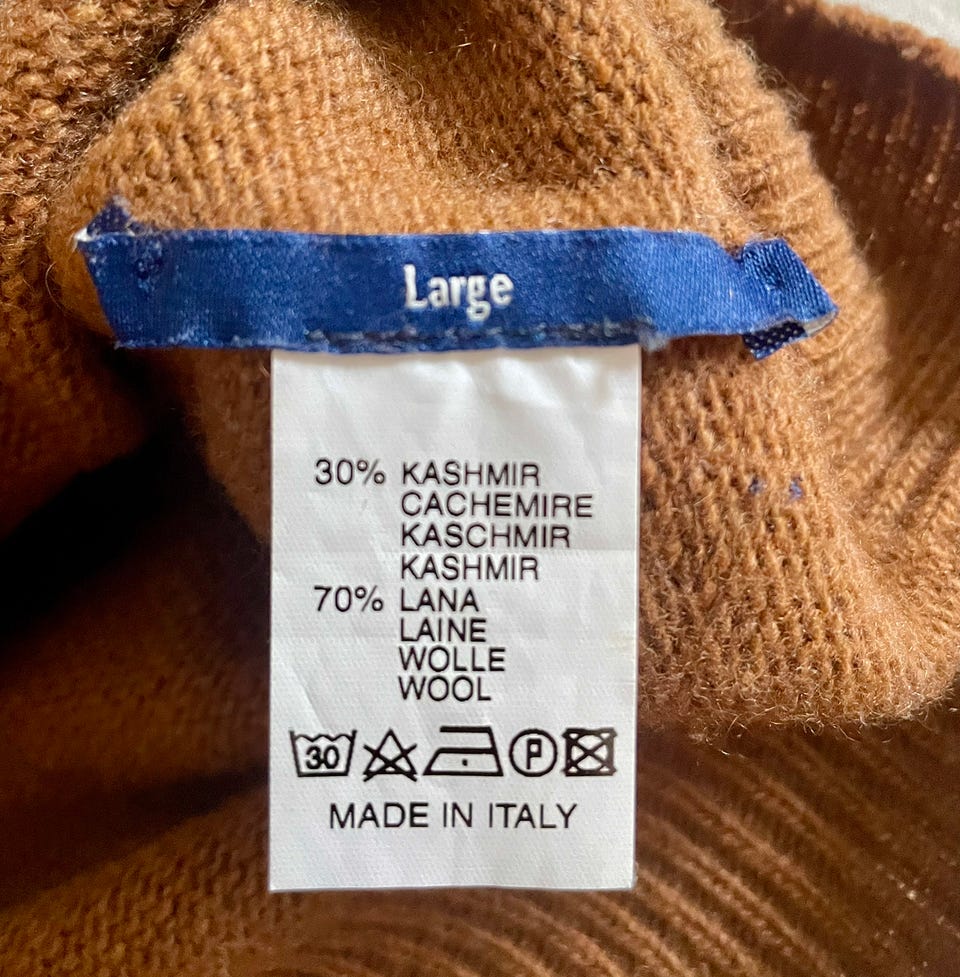 Large
30% KASHMIR
CACHEMIRE
KASCHMIR
KASHMIR
70% LANA
LAINE
WOLLE
WOOL
30 P
MADE IN ITALY